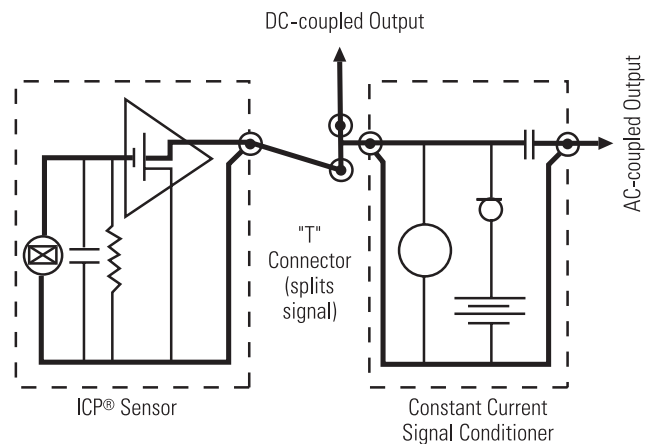 DC-coupled Output
AC-coupled Output
"T"
Connector
(splits
signal)
ICP® Sensor
Constant Current
Signal Conditioner